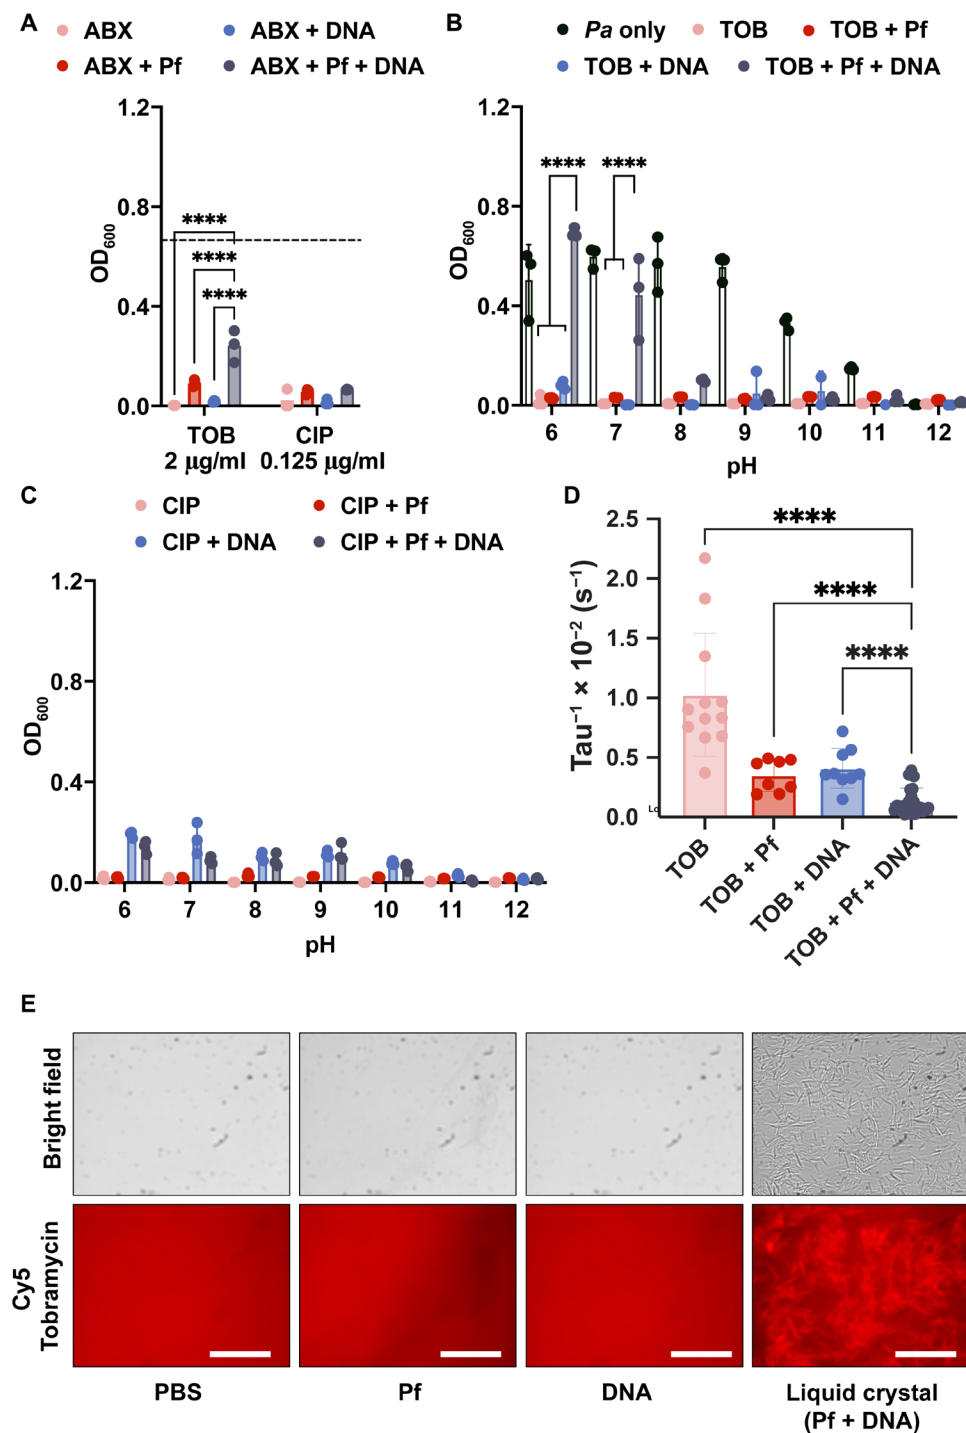 A
ABX
ABX + DNA
ABX + Pf
ABX + Pf + DNA
OD600
1.2
0.8
0.4
0.0
****
****
****
TOB
2 µg/ml
CIP
0.125 µg/ml
B
Pa only
TOB
TOB + Pf
TOB + DNA
TOB + Pf + DNA
OD600
1.2
0.8
0.4
0.0
**** ****
6 7 8 9 10 11 12
pH
C
CIP
CIP + Pf
CIP + DNA
CIP + Pf + DNA
OD600
1.2
0.8
0.4
0.0
6 7 8 9 10 11 12
pH
D
Tau−1 × 10−2 (s−1)
2.5
2.0
1.5
1.0
0.5
0.0
Lo
****
****
****
TOB
TOB + Pf
TOB + DNA
TOB + Pf + DNA
E
Bright field
Cy5
Tobramycin
PBS
Pf
DNA
Liquid crystal
(Pf + DNA)